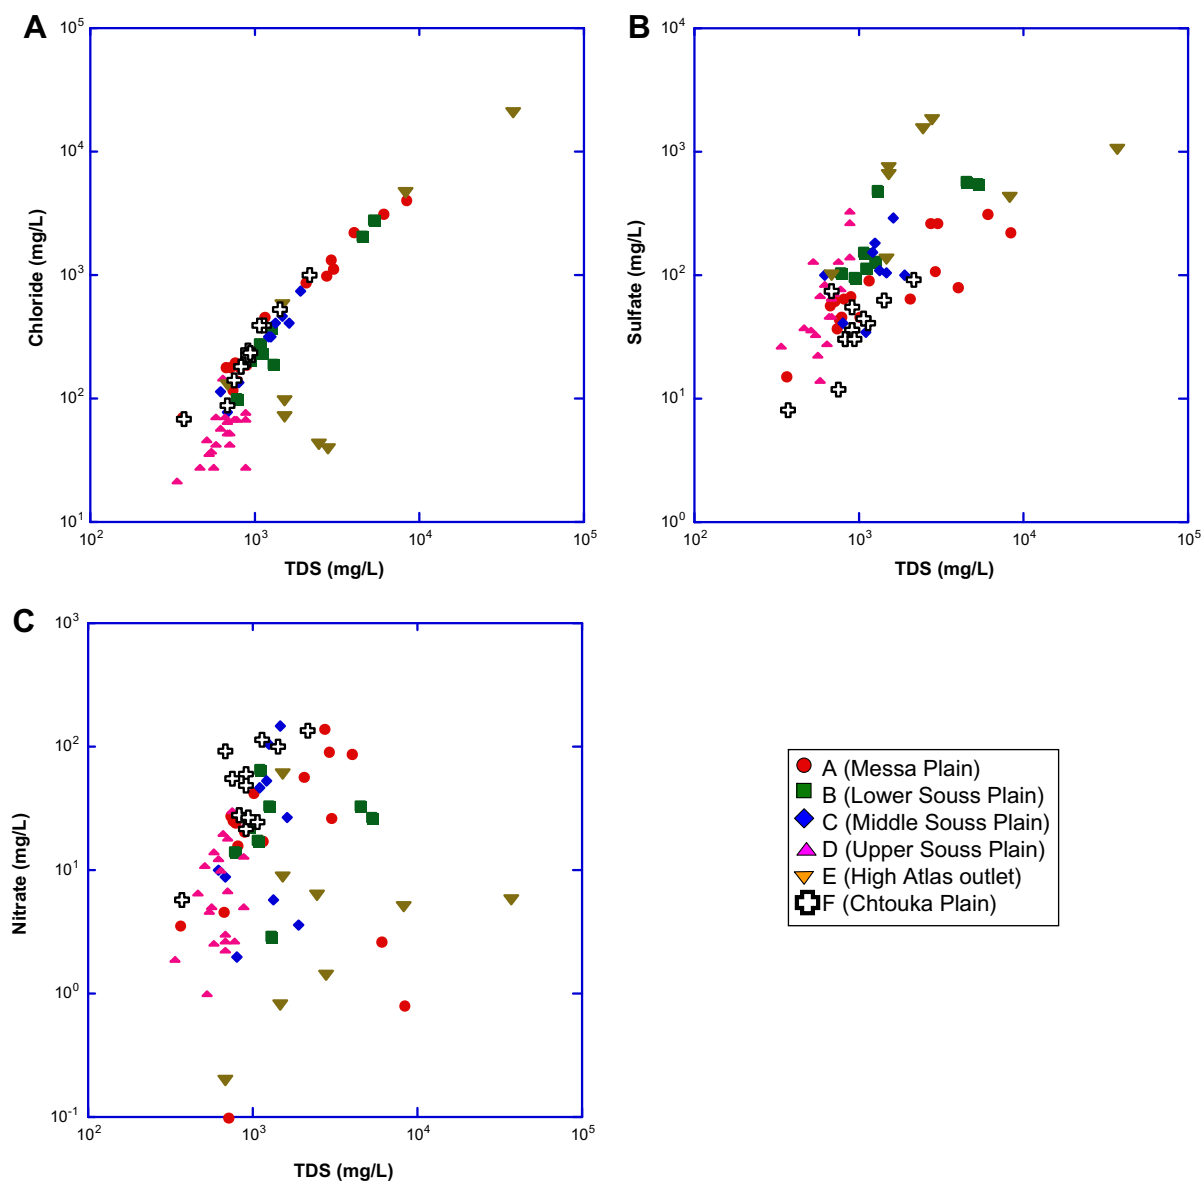 A
10^5
10^4
10^3
10^2
10^1
Chloride (mg/L)
10^2
10^3
10^4
10^5
TDS (mg/L)
B
10^4
10^3
10^2
10^1
10^0
Sulfate (mg/L)
10^2
10^3
10^4
10^5
TDS (mg/L)
C
10^3
10^2
10^1
10^0
10^-1
Nitrate (mg/L)
10^2
10^3
10^4
10^5
TDS (mg/L)
A (Messa Plain)
B (Lower Souss Plain)
C (Middle Souss Plain)
D (Upper Souss Plain)
E (High Atlas outlet)
F (Chtouka Plain)